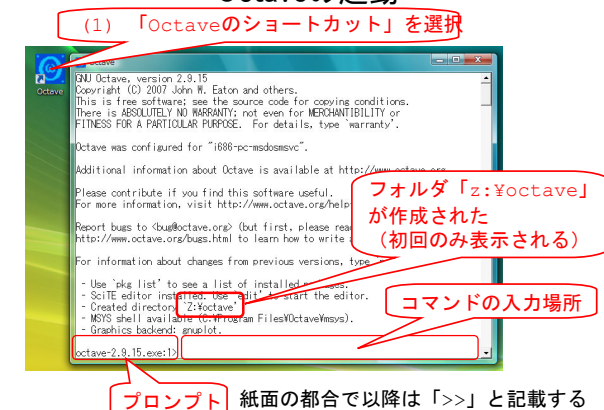 Octaveの起動
(1) 「Octaveのショートカット」を選択
Octave
Octave
GNU Octave, version 2.9.15
Copyright (C) 2007 John W. Eaton and others.
This is free software; see the source code for copying conditions.
There is ABSOLUTELY NO WARRANTY; not even for MERCHANTIBILITY or
FITNESS FOR A PARTICULAR PURPOSE.  For details, type `warranty'.
Octave was configured for "i686-pc-msdosmsvc".
Additional information about Octave is available at http://www.octave.org
Please contribute if you find this software useful.
For more information, visit http://www.octave.org/help
Report bugs to <bug@octave.org> (but first, please read
http://www.octave.org/bugs.html to learn how to write
For information about changes from previous versions, type
- Use `pkg list' to see a list of installed
- SciTE editor installed. Use `edit' to start the editor.
- Created directory `Z:¥octave'
- MSYS shell available (C:¥Program Files¥Octave¥msys).
- Graphics backend: gnuplot.
octave-2.9.15.exe:1>
フォルダ「z:¥octave」
が作成された
(初回のみ表示される)
コマンドの入力場所
プロンプト
紙面の都合で以降は「>>」と記載する